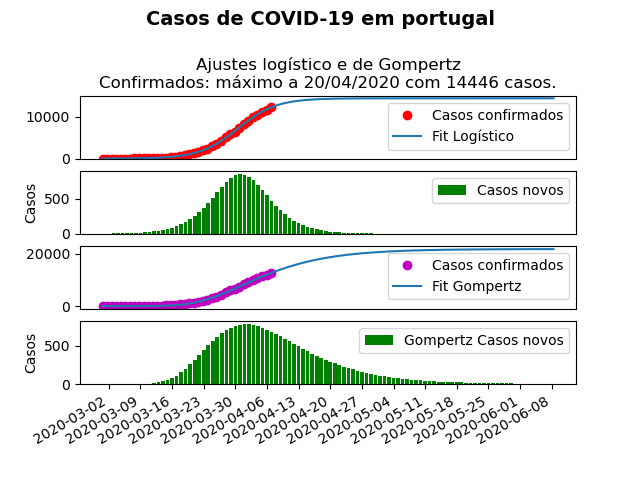 Casos de COVID-19 em portugal
Ajustes logístico e de Gompertz
Confirmados: máximo a 20/04/2020 com 14446 casos.
10000
0
Casos confirmados
Fit Logístico
Casos
500
0
Casos novos
20000
0
Casos confirmados
Fit Gompertz
Casos
500
0
Gompertz Casos novos
2020-03-02
2020-03-09
2020-03-16
2020-03-23
2020-03-30
2020-04-06
2020-04-13
2020-04-20
2020-04-27
2020-05-04
2020-05-11
2020-05-18
2020-05-25
2020-06-01
2020-06-08